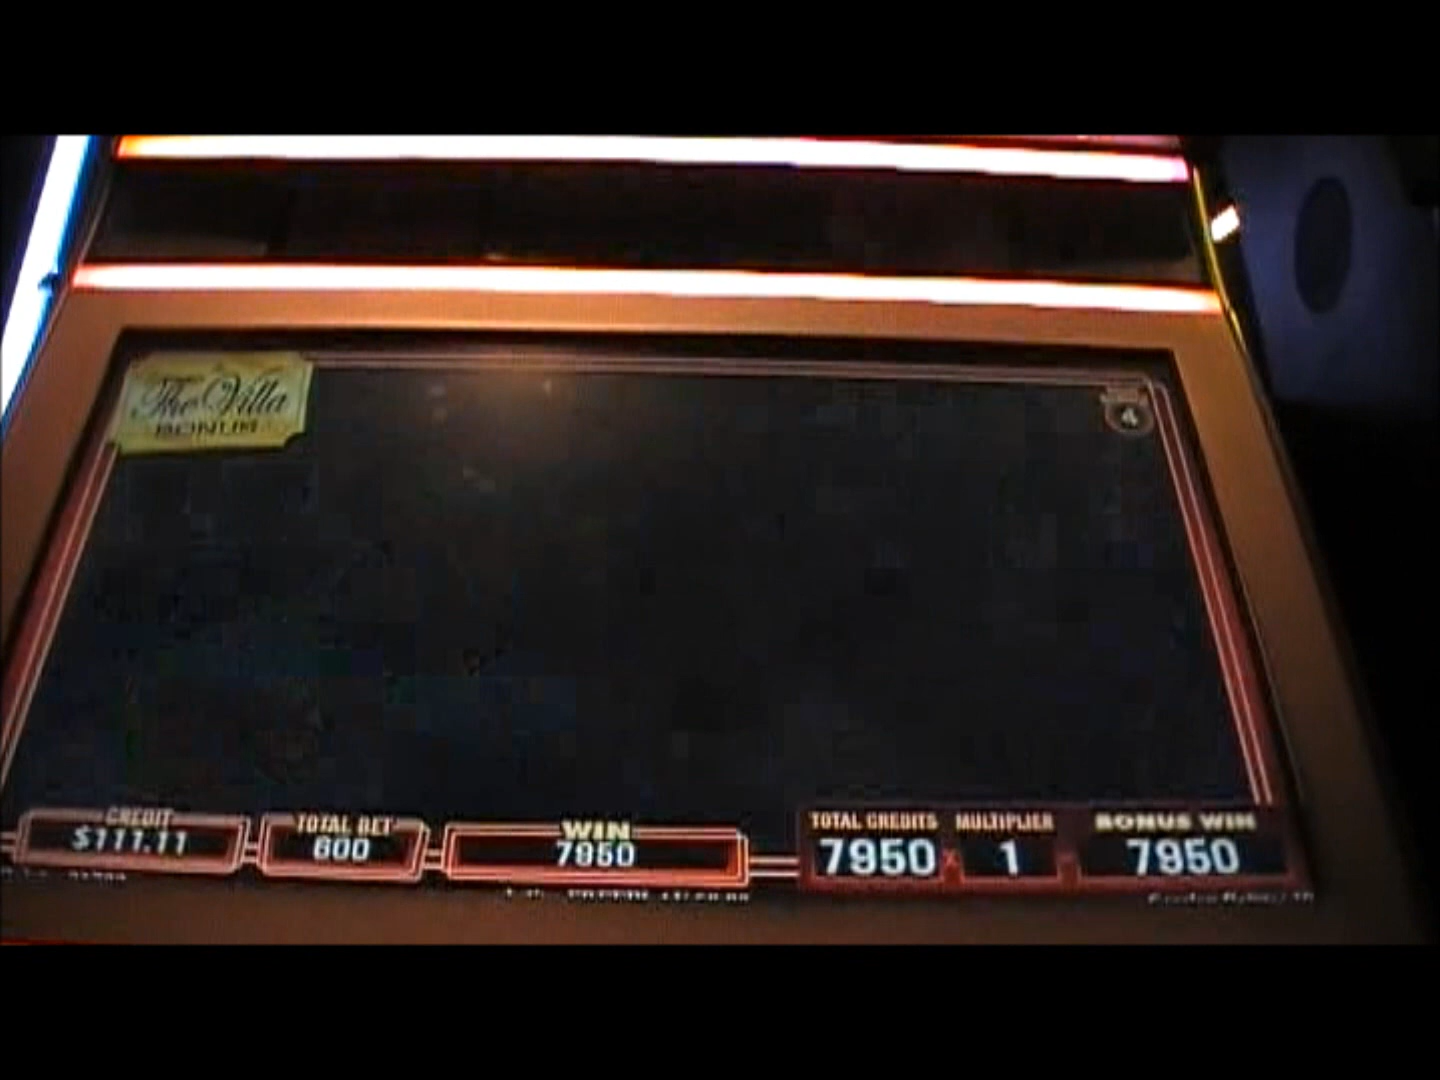 The Villa
BONUS
4
CREDIT
$111.11
TOTAL BET
600
WIN
7950
TOTAL CREDITS
7950
MULTIPLIER
1
BONUS WIN
7950